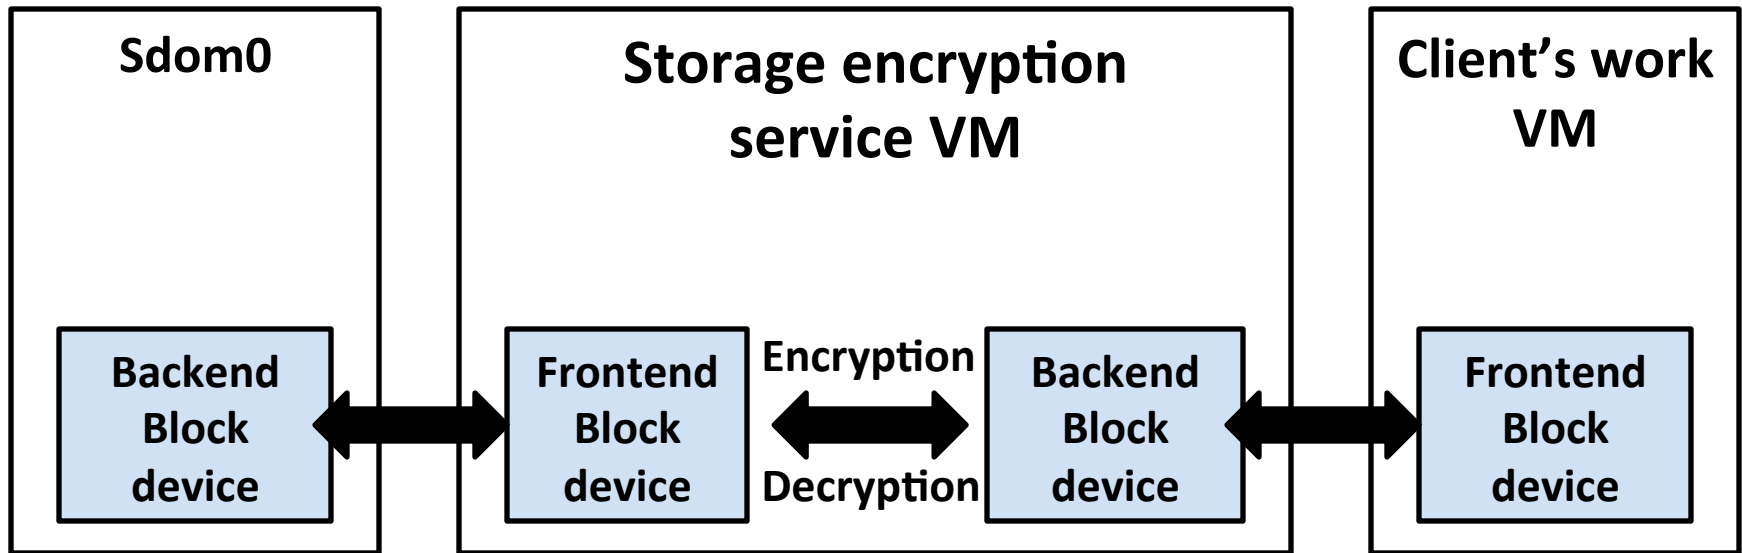 Sdom0
Storage encryption
service VM
Client’s work
VM
Backend
Block
device
Frontend
Block
device
Encryption
Decryption
Backend
Block
device
Frontend
Block
device